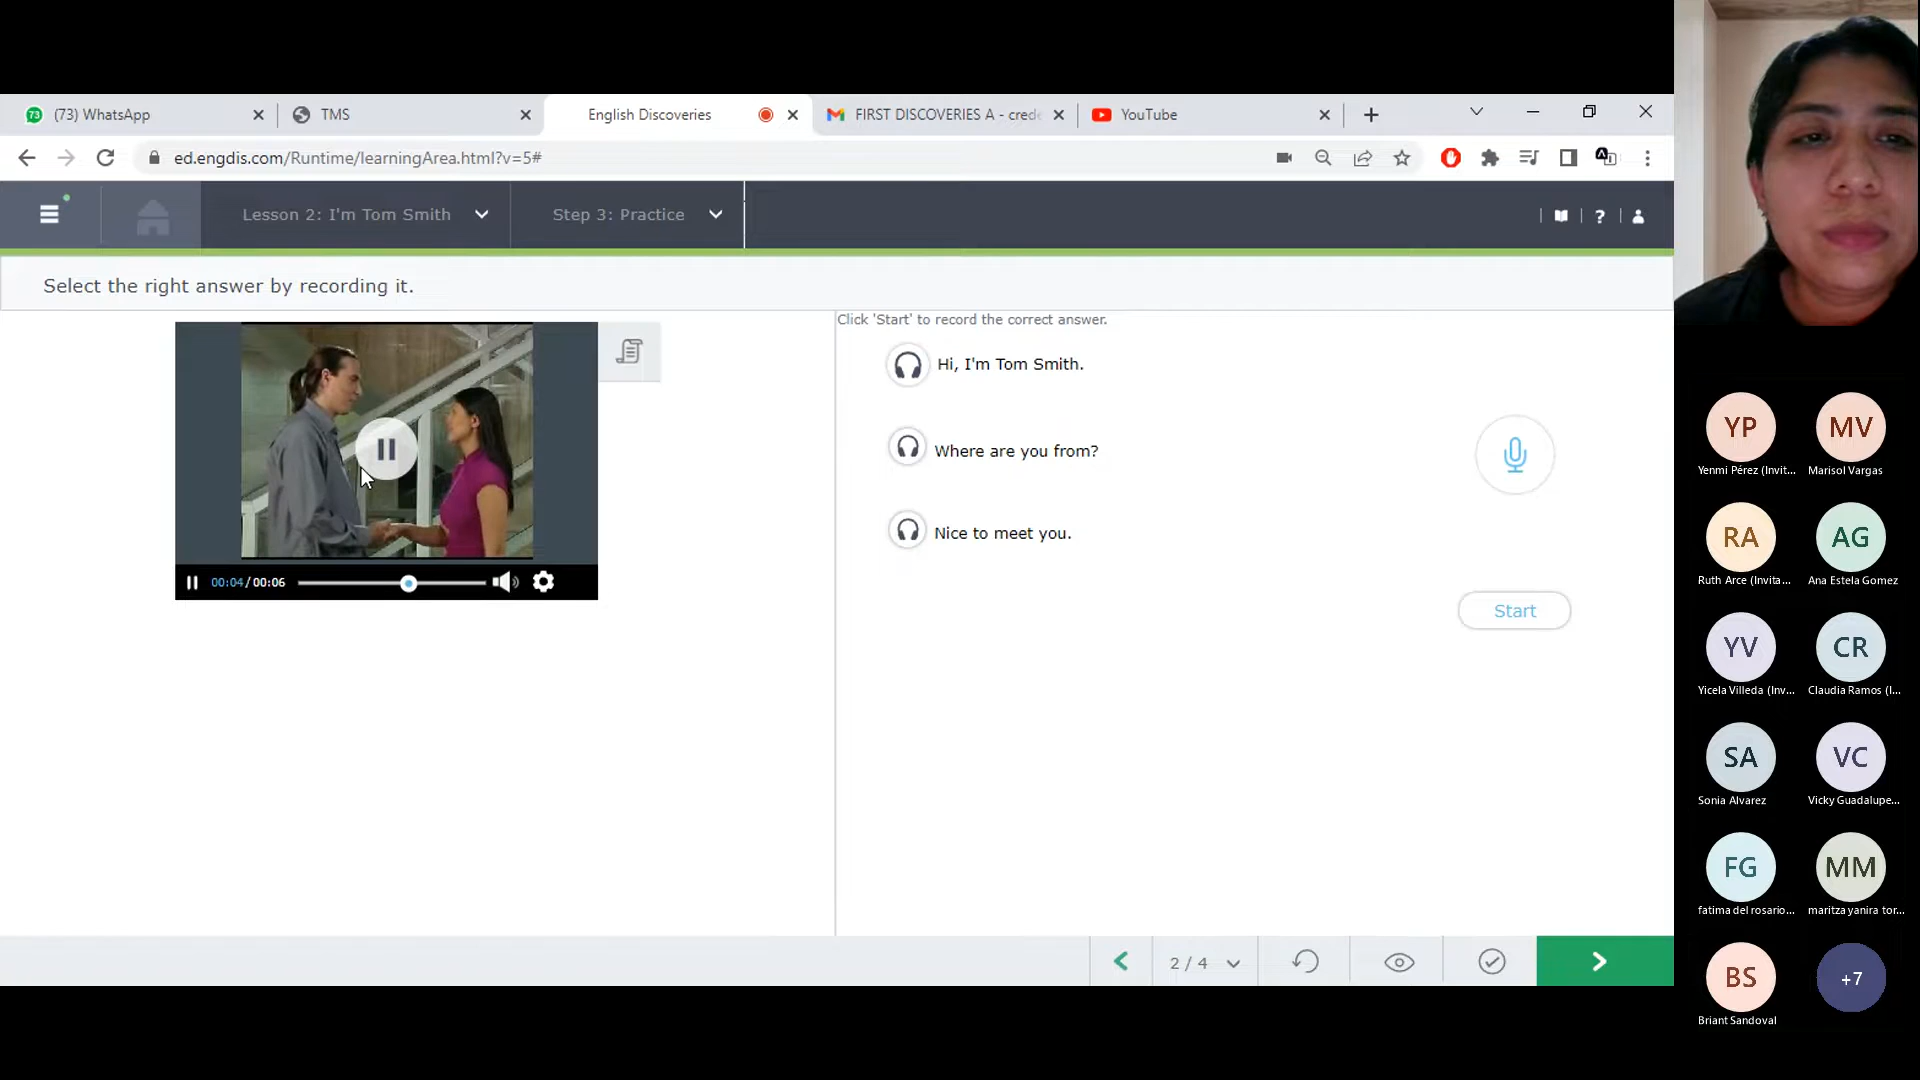 73
(73) WhatsApp
TMS
English Discoveries
FIRST DISCOVERIES A - crede
YouTube
ed.engdis.com/Runtime/learningArea.html?v=5#
Lesson 2: I'm Tom Smith
Step 3: Practice
?
Select the right answer by recording it.
00:04/00:06
Click 'Start' to record the correct answer.
Hi, I'm Tom Smith.
Where are you from?
Nice to meet you.
Start
2 / 4
YP
Yenmi Pérez (Invit...
MV
Marisol Vargas
RA
Ruth Arce (Invita...
AG
Ana Estela Gomez
YV
Yicela Villeda (Inv...
CR
Claudia Ramos (I...
SA
Sonia Alvarez
VC
Vicky Guadalupe...
FG
fatima del rosario...
MM
maritza yanira tor...
BS
Briant Sandoval
+7